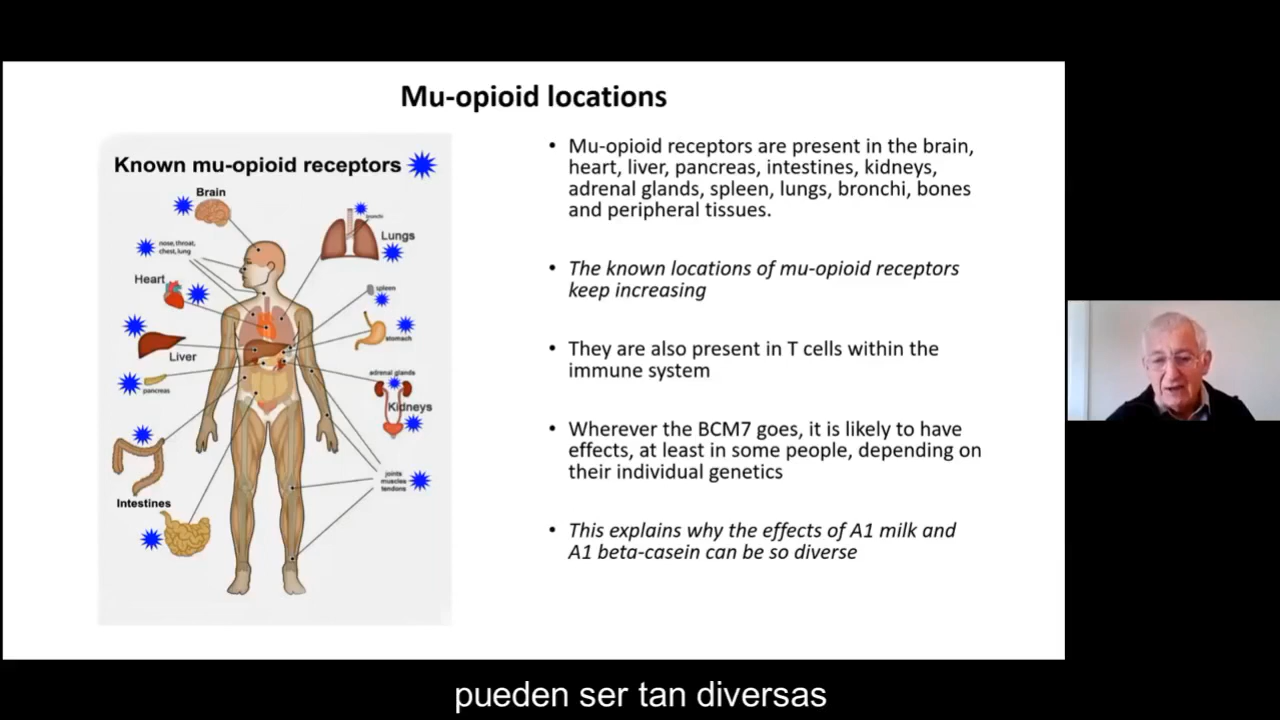 Mu-opioid locations
Known mu-opioid receptors
Brain
bronchi
Lungs
nose, throat,
chest, lung
Heart
spleen
stomach
Liver
adrenal glands
pancreas
Kidneys
joints
muscles
tendons
Intestines
• Mu-opioid receptors are present in the brain,
heart, liver, pancreas, intestines, kidneys,
adrenal glands, spleen, lungs, bronchi, bones
and peripheral tissues.
• The known locations of mu-opioid receptors
keep increasing
• They are also present in T cells within the
immune system
• Wherever the BCM7 goes, it is likely to have
effects, at least in some people, depending on
their individual genetics
• This explains why the effects of A1 milk and
A1 beta-casein can be so diverse
pueden ser tan diversas